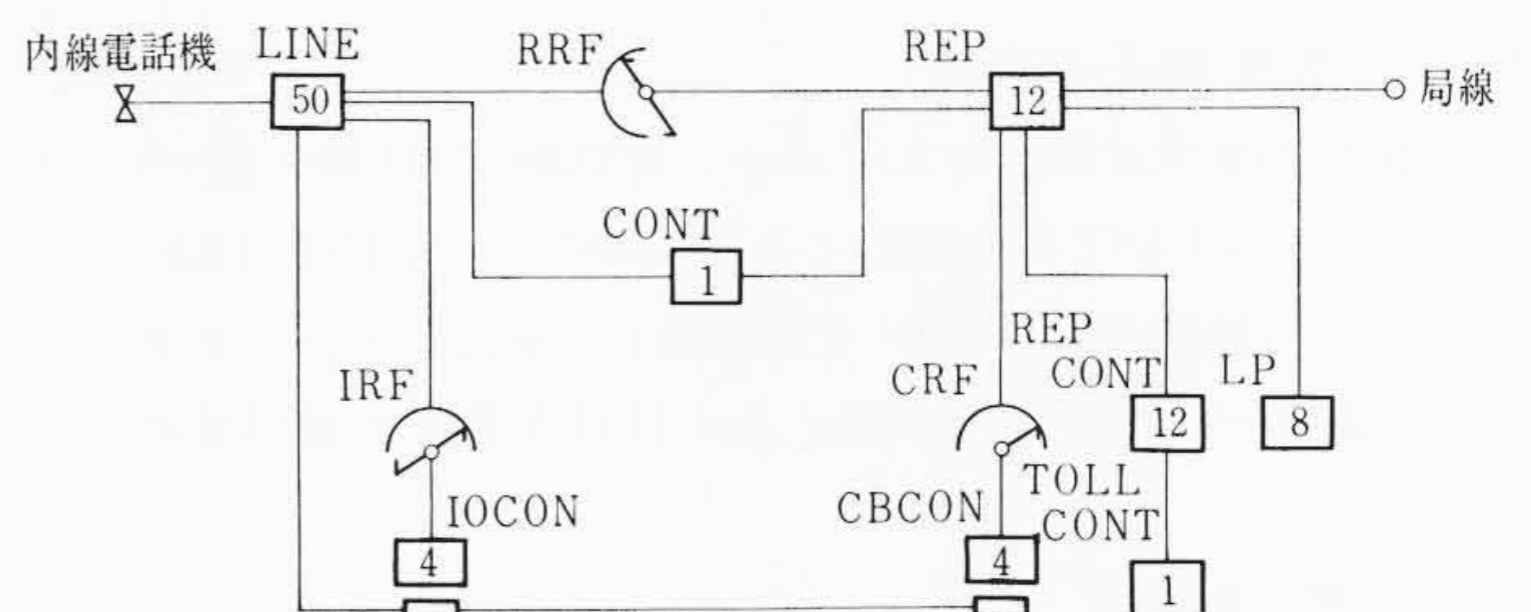 内線電話機
LINE
RRF
REP
50
12
局線
CONT
1
REP
CONT
LP
IRF
CRF
12
8
IOCON
CBCON
TOLL
CONT
4
4
1